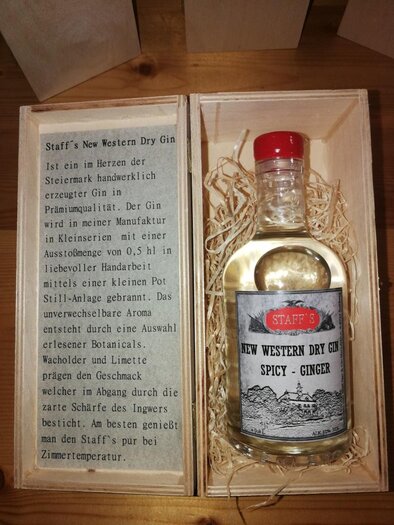 Staff`s New Western Dry Gin
Ist ein im Herzen der
Steiermark handwerklich
erzeugter Gin in
Prämiumqualität. Der Gin
wird in meiner Manufaktur
in Kleinserien mit einer
Ausstoßmenge von 0,5 hl in
liebevoller Handarbeit
mittels einer kleinen Pot
Still-Anlage gebrannt. Das
unverwechselbare Aroma
entsteht durch eine Auswahl
erlesener Botanicals.
Wacholder und Limette
prägen den Geschmack
welcher im Abgang durch die
zarte Schärfe des Ingwers
besticht. Am besten genießt
man den Staff`s pur bei
Zimmertemperatur.
STAFF`S
NEW WESTERN DRY GIN
SPICY - GINGER